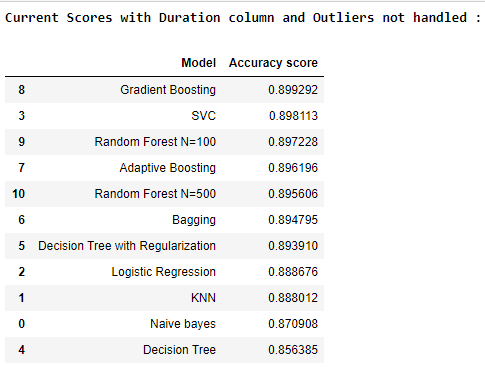 Current Scores with Duration column and Outliers not handled :
Model Accuracy score
8 Gradient Boosting 0.899292
3 SVC 0.898113
9 Random Forest N=100 0.897228
7 Adaptive Boosting 0.896196
10 Random Forest N=500 0.895606
6 Bagging 0.894795
5 Decision Tree with Regularization 0.893910
2 Logistic Regression 0.888676
1 KNN 0.888012
0 Naive bayes 0.870908
4 Decision Tree 0.856385